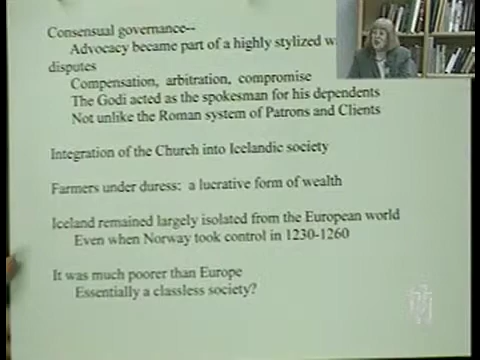 Consensual governance--
Advocacy became part of a highly stylized
disputes
Compensation, arbitration, compromise
The Godi acted as the spokesman for his dependents
Not unlike the Roman system of Patrons and Clients
Integration of the Church into Icelandic society
Farmers under duress: a lucrative form of wealth
Iceland remained largely isolated from the European world
Even when Norway took control in 1230-1260
It was much poorer than Europe
Essentially a classless society?